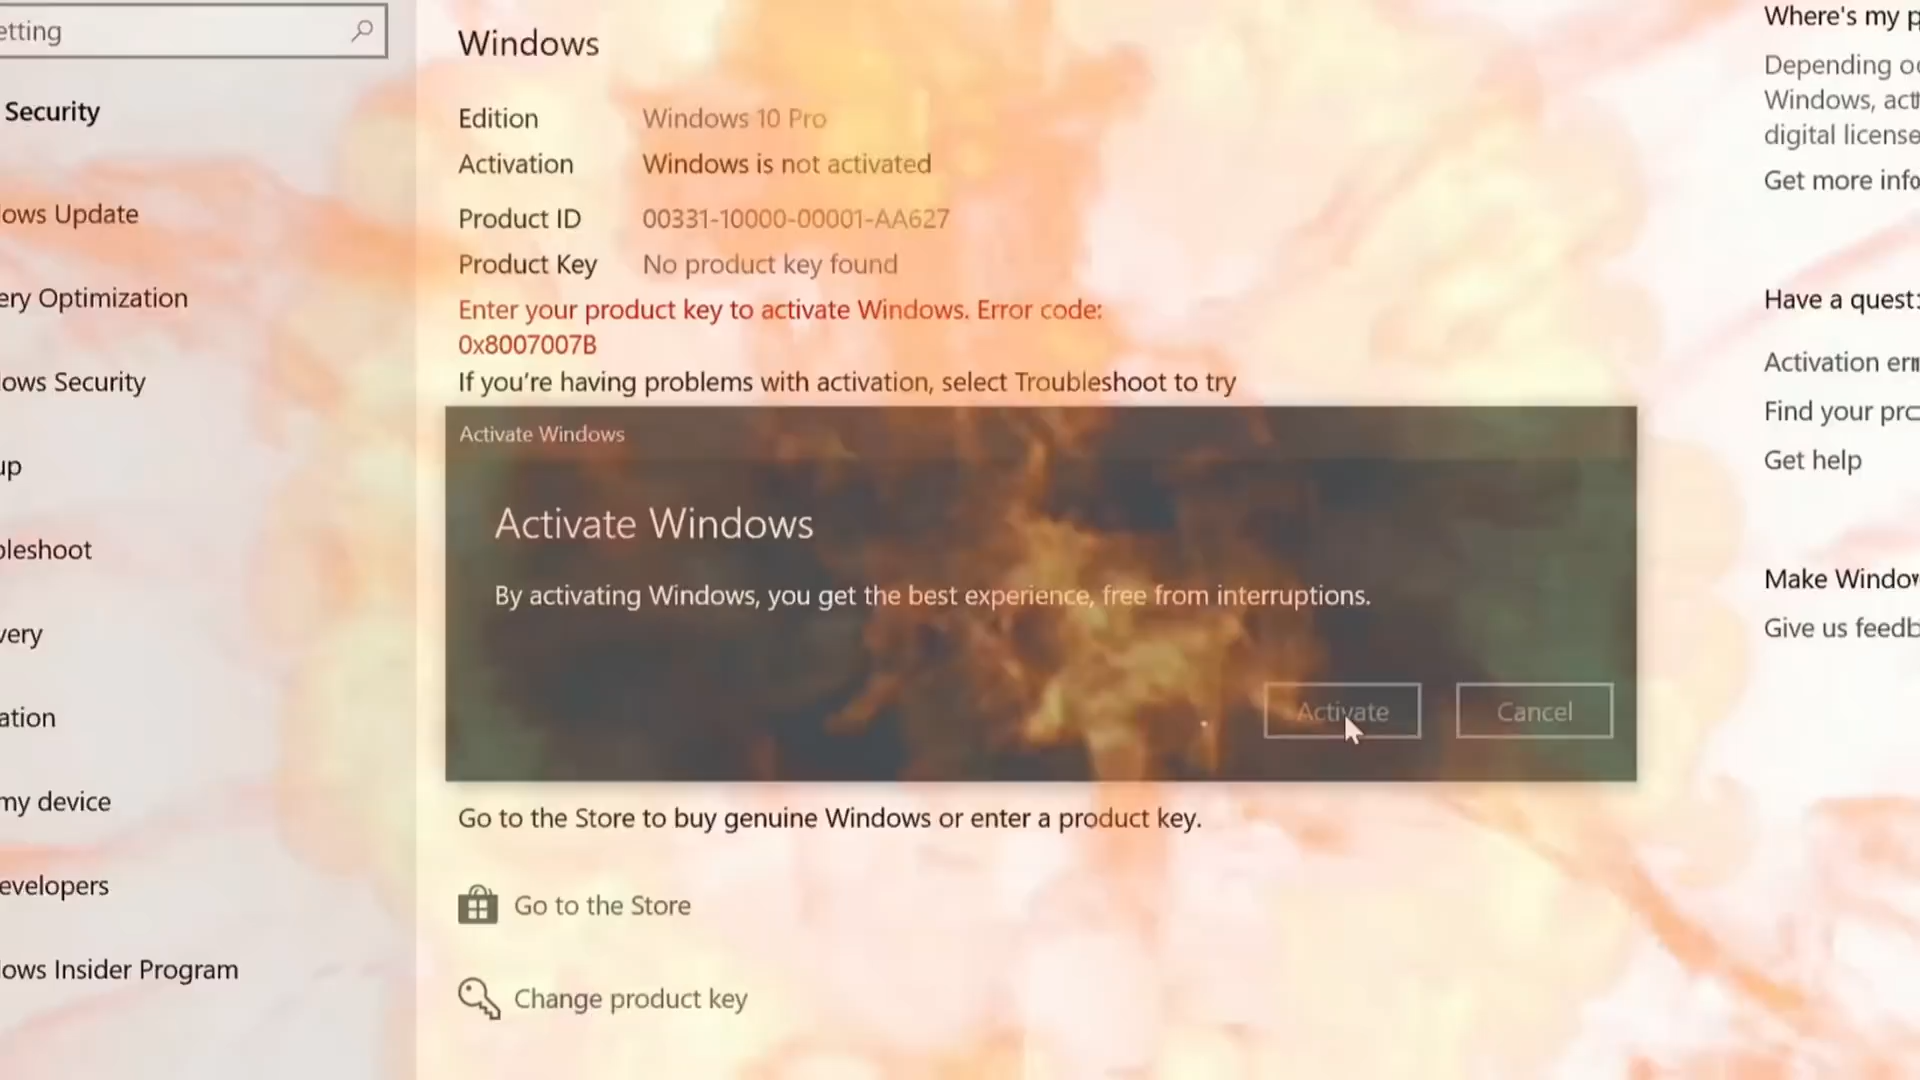 etting
Security
ows Update
ery Optimization
ows Security
up
bleshoot
very
ation
my device
evelopers
ows Insider Program
Windows
Edition Windows 10 Pro
Activation Windows is not activated
Product ID 00331-10000-00001-AA627
Product Key No product key found
Enter your product key to activate Windows. Error code:
0x8007007B
If you're having problems with activation, select Troubleshoot to try
Activate Windows
Activate Windows
By activating Windows, you get the best experience, free from interruptions.
Activate Cancel
Go to the Store to buy genuine Windows or enter a product key.
Go to the Store
Change product key
Where's my p
Depending o
Windows, act
digital license
Get more info
Have a quest
Activation err
Find your pro
Get help
Make Window
Give us feedb